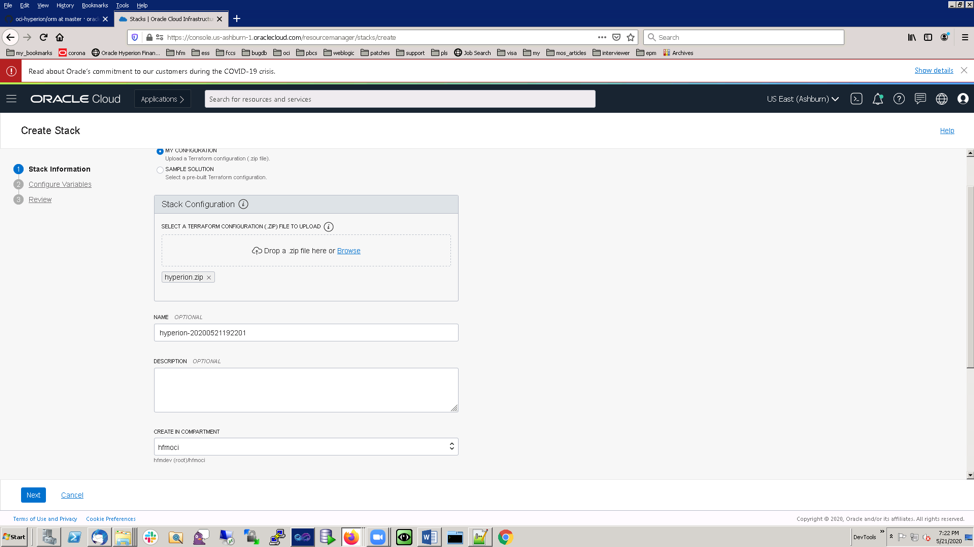 File Edit View History Bookmarks Tools Help
oci-hyperion/orm at master · orac
Stacks | Oracle Cloud Infrastructu
https://console.us-ashburn-1.oraclecloud.com/resourcemanager/stacks/create
Search
my_bookmarks corona Oracle Hyperion Finan... hfm ess fccs bugdb oci pbcs weblogic patches support pls Job Search visa my mos_articles interviewer epm Archives
Read about Oracle's commitment to our customers during the COVID-19 crisis. Show details
ORACLE Cloud Applications Search for resources and services US East (Ashburn)
Create Stack Help
1 Stack Information
2 Configure Variables
3 Review
MY CONFIGURATION
Upload a Terraform configuration (.zip file).
SAMPLE SOLUTION
Select a pre-built Terraform configuration.
Stack Configuration
SELECT A TERRAFORM CONFIGURATION (.ZIP) FILE TO UPLOAD
Drop a .zip file here or Browse
hyperion.zip
NAME OPTIONAL
hyperion-20200521192201
DESCRIPTION OPTIONAL
CREATE IN COMPARTMENT
hfmoci
hfmdev (root)/hfmoci
Next Cancel
Terms of Use and Privacy Cookie Preferences Copyright © 2020, Oracle and/or its affiliates. All rights reserved.
Start DevTools 7:22 PM
5/21/2020